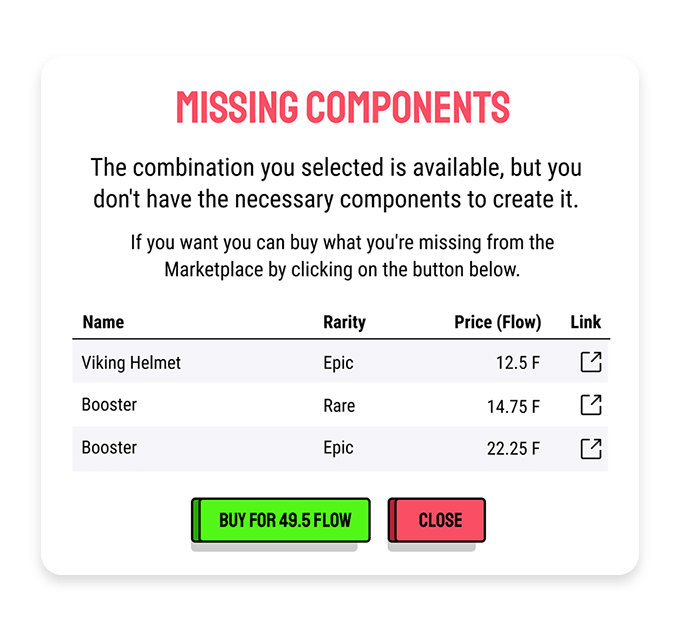 MISSING COMPONENTS
The combination you selected is available, but you
don't have the necessary components to create it.
If you want you can buy what you're missing from the
Marketplace by clicking on the button below.
Name Rarity Price (Flow) Link
Viking Helmet Epic 12.5 F
Booster Rare 14.75 F
Booster Epic 22.25 F
BUY FOR 49.5 FLOW CLOSE